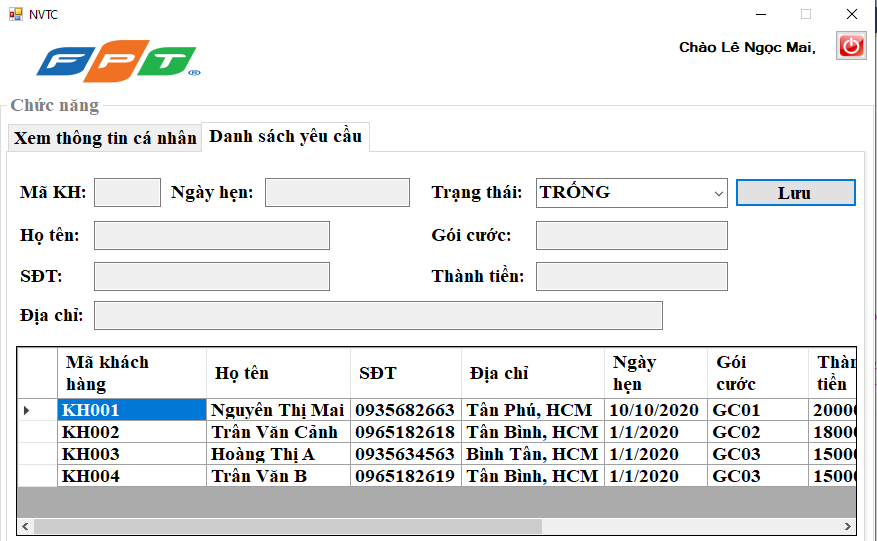 NVTC
FPT®
Chào Lê Ngọc Mai,
Chức năng
Xem thông tin cá nhân Danh sách yêu cầu
Mã KH: Ngày hẹn: Trạng thái: TRỐNG Lưu
Họ tên: Gói cước:
SĐT: Thành tiền:
Địa chỉ:
Mã khách hàng Họ tên SĐT Địa chỉ Ngày hẹn Gói cước Thàn tiền
KH001 Nguyễn Thị Mai 0935682663 Tân Phú, HCM 10/10/2020 GC01 20000
KH002 Trần Văn Cảnh 0965182618 Tân Bình, HCM 1/1/2020 GC02 18000
KH003 Hoàng Thị A 0935634563 Bình Tân, HCM 1/1/2020 GC03 15000
KH004 Trần Văn B 0965182619 Tân Bình, HCM 1/1/2020 GC03 15000